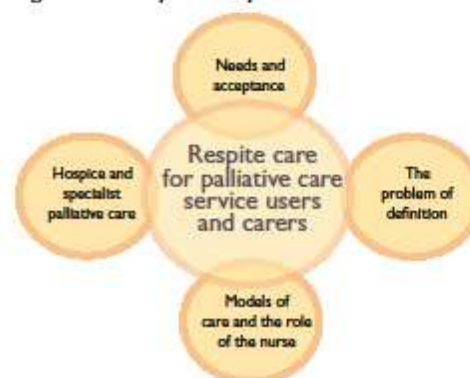 Needs and
acceptance
Hospice and
specialist
palliative care
Respite care
for palliative care
service users
and carers
The
problem of
definition
Models of
care and the role
of the nurse